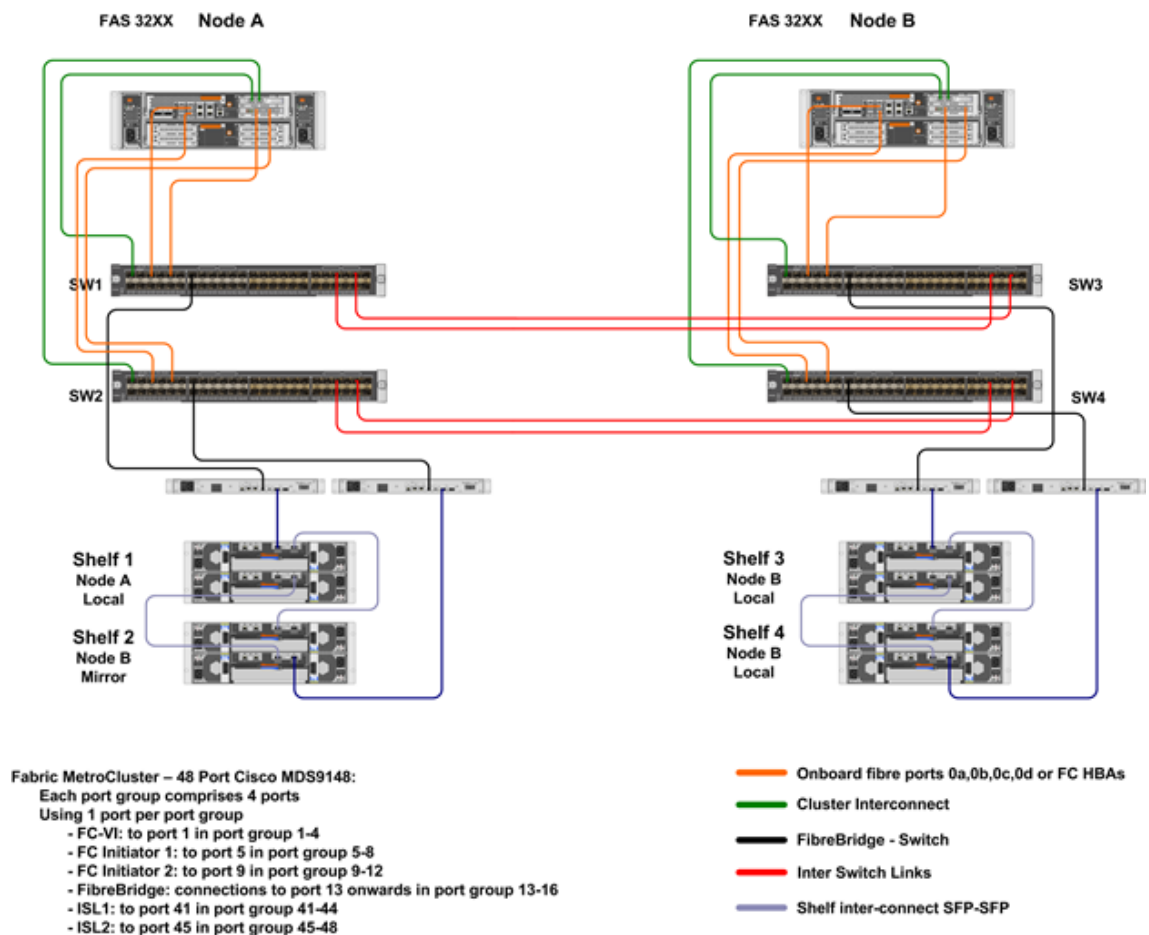 FAS 32XX Node A
FAS 32XX Node B
SW1
SW3
SW2
SW4
Shelf 1
Node A
Local
Shelf 2
Node B
Mirror
Shelf 3
Node B
Local
Shelf 4
Node B
Local
Fabric MetroCluster – 48 Port Cisco MDS9148:
Each port group comprises 4 ports
Using 1 port per port group
- FC-VI: to port 1 in port group 1-4
- FC Initiator 1: to port 5 in port group 5-8
- FC Initiator 2: to port 9 in port group 9-12
- FibreBridge: connections to port 13 onwards in port group 13-16
- ISL1: to port 41 in port group 41-44
- ISL2: to port 45 in port group 45-48
Onboard fibre ports 0a,0b,0c,0d or FC HBAs
Cluster Interconnect
FibreBridge - Switch
Inter Switch Links
Shelf inter-connect SFP-SFP